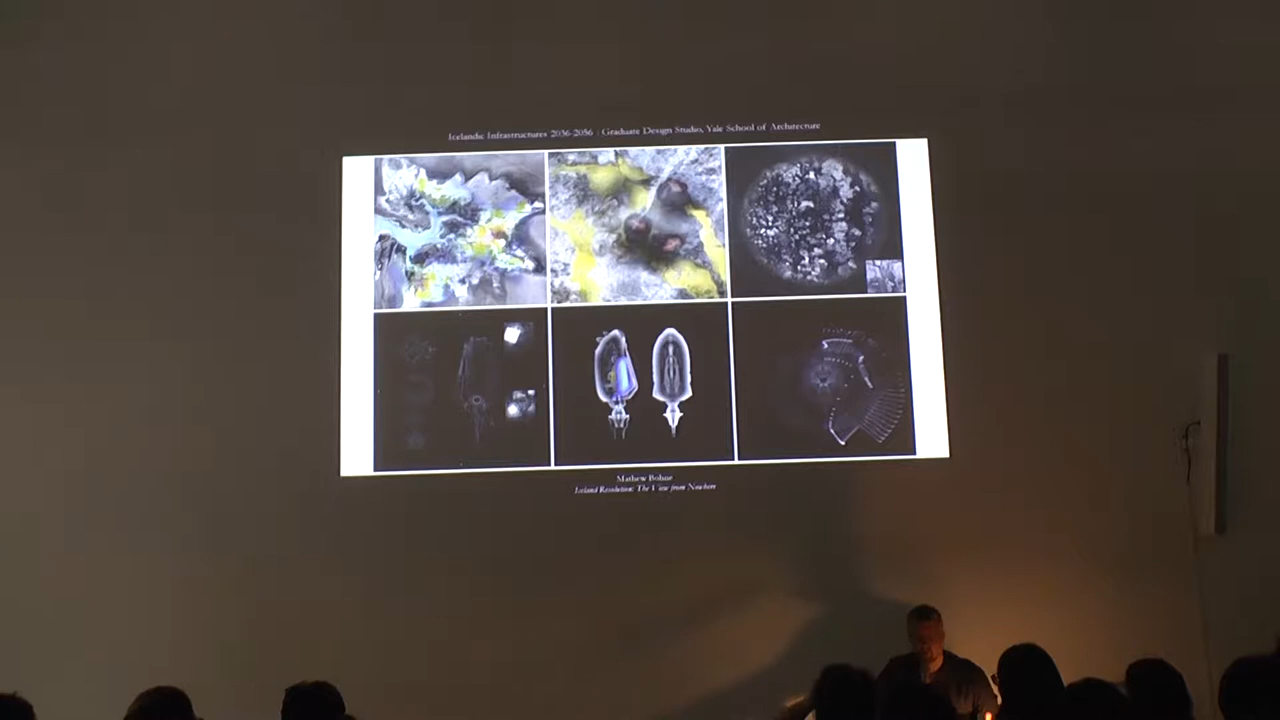 Icelandic Infrastructures 2036-2056 / Graduate Design Studio, Yale School of Architecture
Mathew Bohne
Iceland Resolution: The View from Nowhere